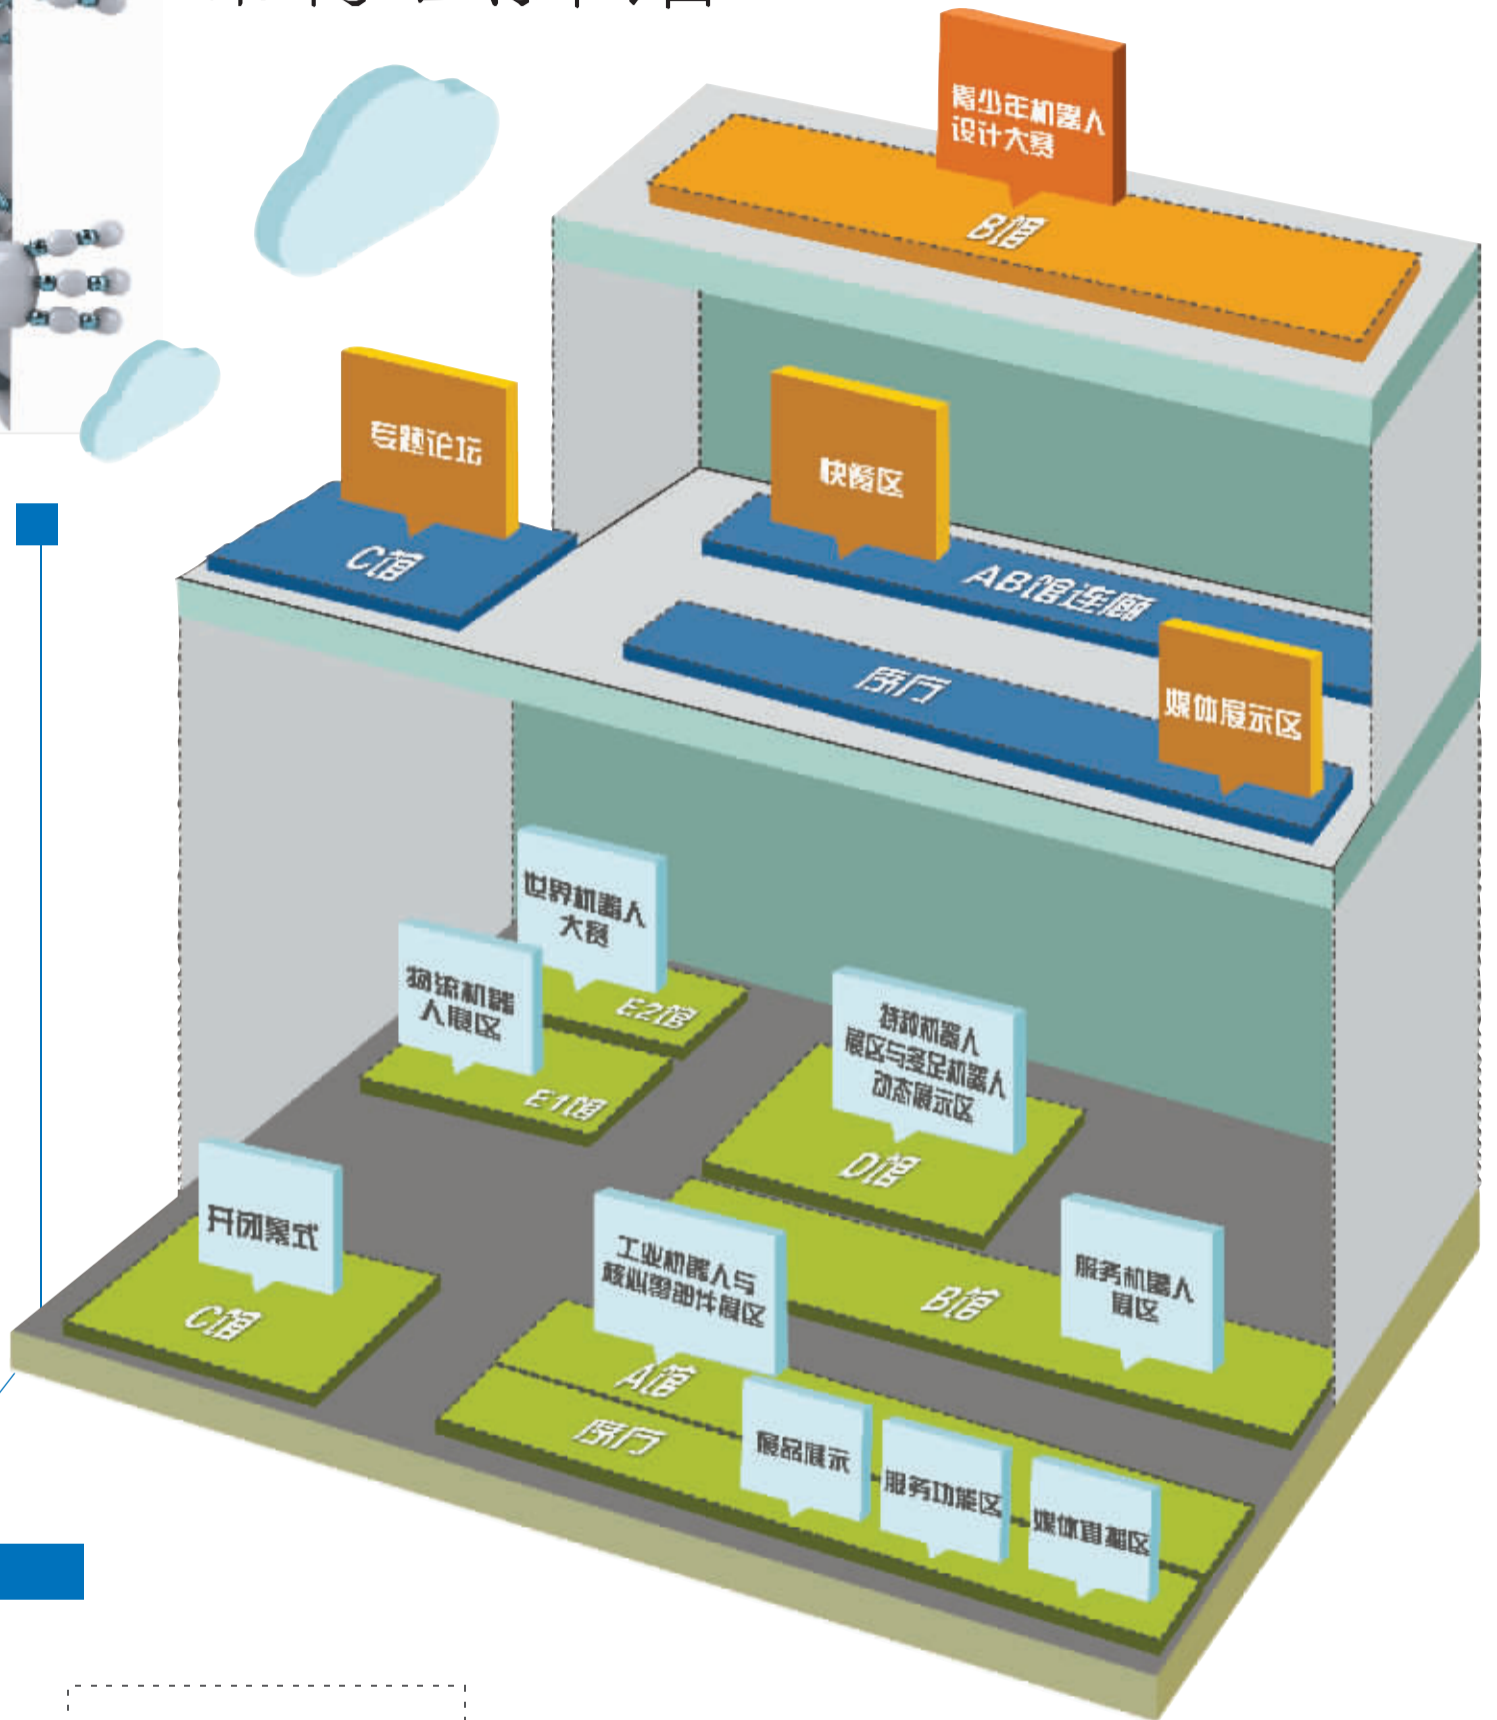 青少年机器人
设计大赛
B馆
专题论坛
C馆
快餐区
AB馆连廊
序厅
媒体展示区
世界机器人
大赛
E2馆
物流机器
人展区
E1馆
特种机器人
展区与多足机器人
动态展示区
D馆
开闭幕式
C馆
工业机器人与
核心零部件展区
A馆
服务机器人
展区
B馆
序厅
展品展示
服务功能区
媒体直播区